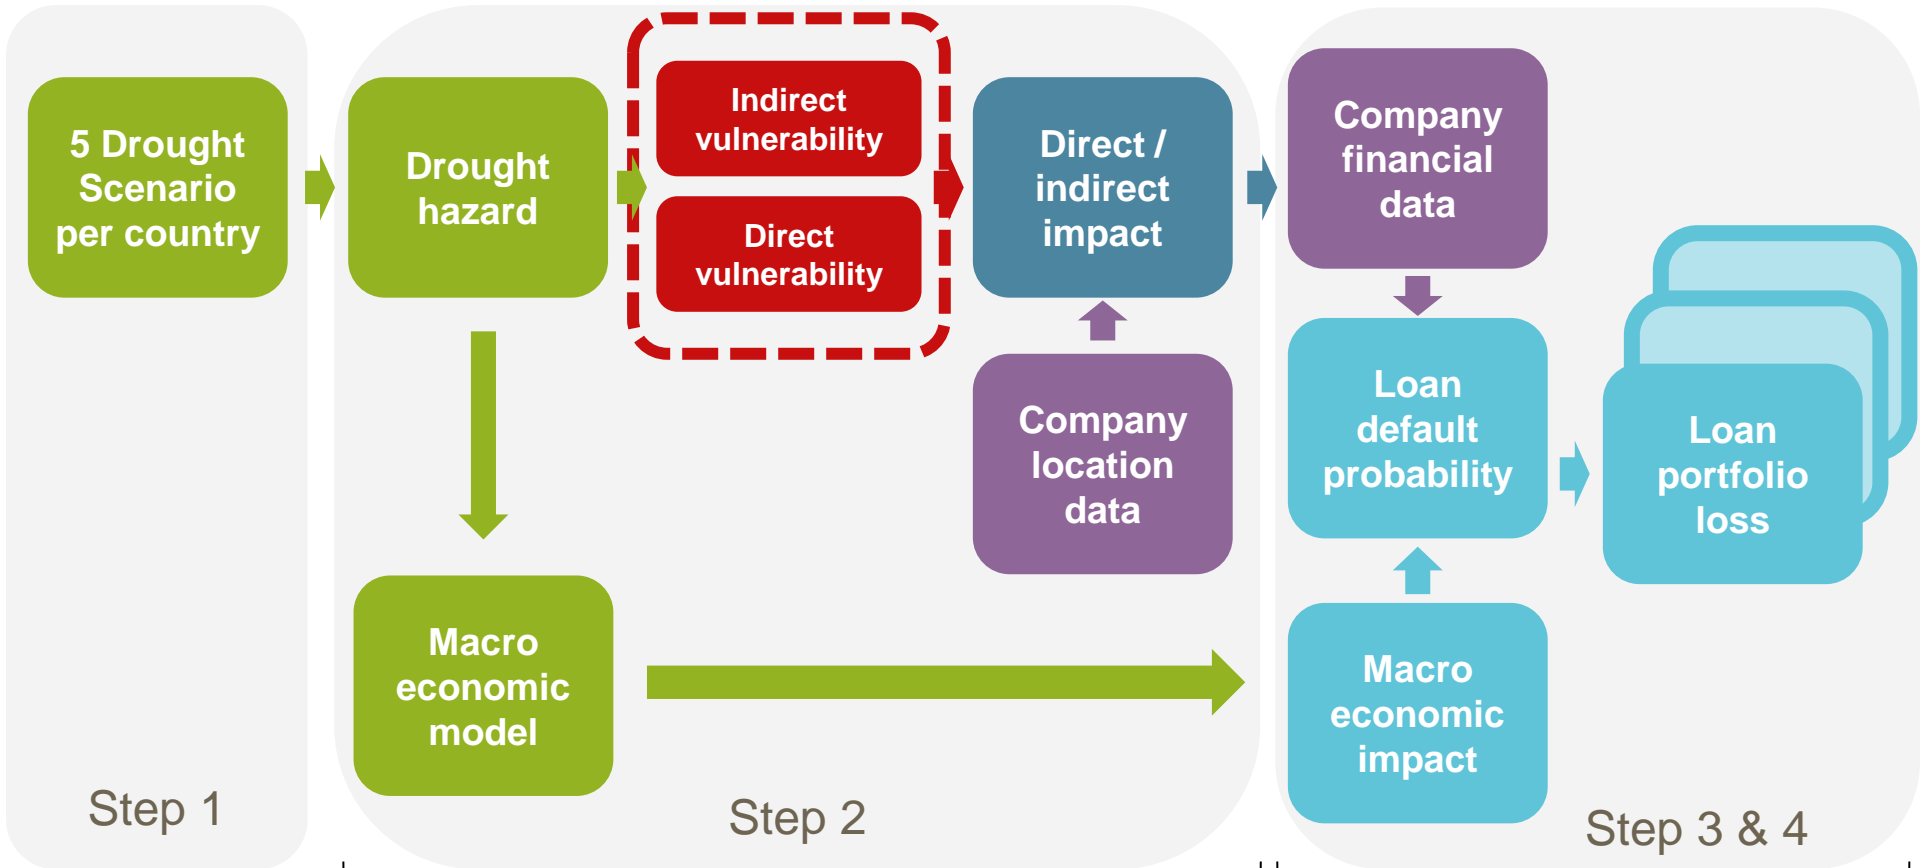 5 Drought
Scenario
per country
Step 1
Drought
hazard
Indirect
vulnerability
Direct
vulnerability
Direct /
indirect
impact
Company
location
data
Macro
economic
model
Step 2
Company
financial
data
Loan
default
probability
Macro
economic
impact
Loan
portfolio
loss
Step 3 & 4